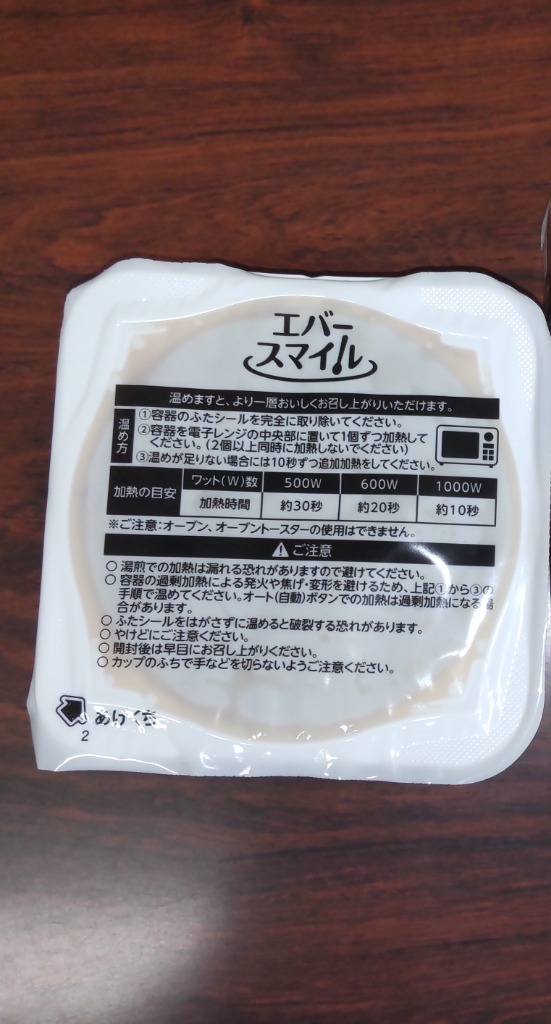 エバー
スマイル
温めますと、より一層おいしくお召し上がりいただけます。
温め方
①容器のふたシールを完全に取り除いてください。
②容器を電子レンジの中央部に置いて1個ずつ加熱して
ください。(2個以上同時に加熱しないでください)
③温めが足りない場合には10秒ずつ追加加熱をしてください。
加熱の目安 ワット(W)数 500W 600W 1000W
加熱時間 約30秒 約20秒 約10秒
※ご注意:オーブン、オーブントースターの使用はできません。
ご注意
○ 湯煎での加熱は漏れる恐れがありますので避けてください。
○ 容器の過剰加熱による発火や焦げ・変形を避けるため、上記①から③の
手順で温めてください。オート(自動)ボタンでの加熱は過剰加熱になる場
合があります。
○ ふたシールをはがさずに温めると破裂する恐れがあります。
○ やけどにご注意ください。
○ 開封後は早目にお召し上がりください。
○ カップのふちで手などを切らないようご注意ください。
あけくち
2